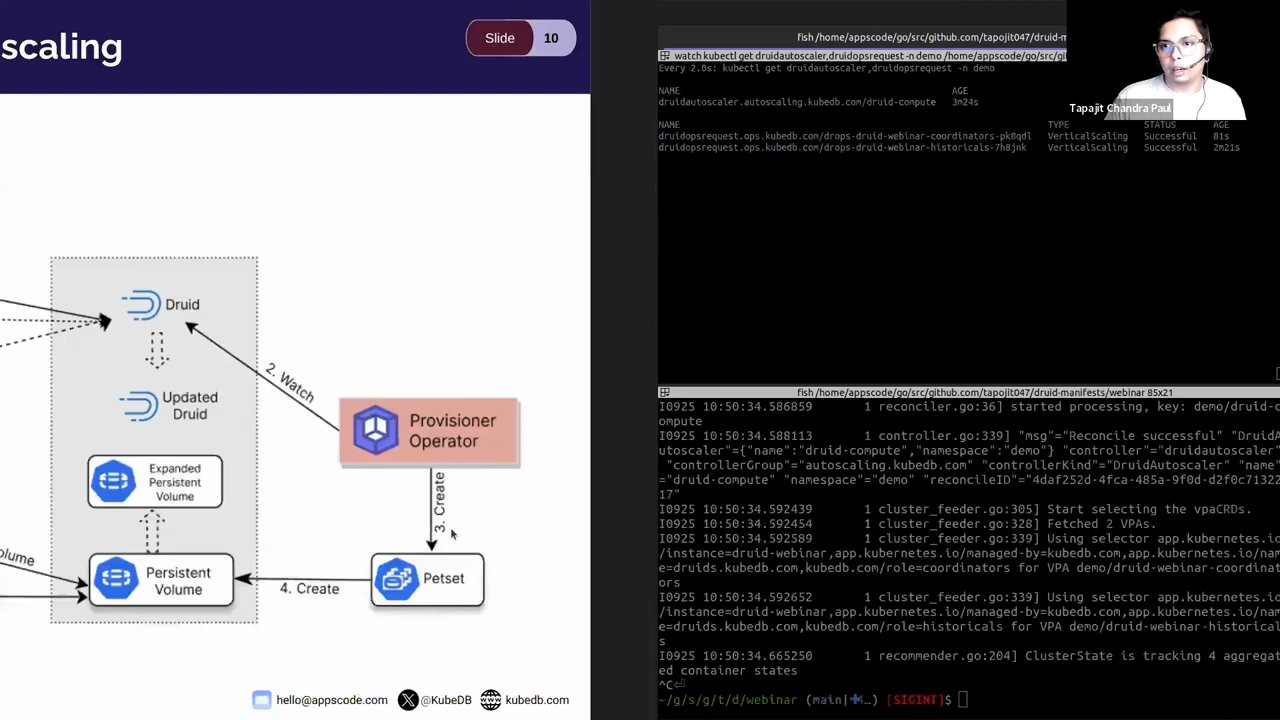 scaling
Slide 10
Druid
Updated
Druid
2. Watch
Provisioner
Operator
Expanded
Persistent
Volume
3. Create
olume
Persistent
Volume
4. Create
Petset
hello@appscode.com @KubeDB kubedb.com
fish /home/appscode/go/src/github.com/tapojit047/druid-m
watch kubectl get druidautoscaler,druidopsrequest -n demo /home/appscode/go/src/gi
Every 2.0s: kubectl get druidautoscaler,druidopsrequest -n demo
NAME AGE
druidautoscaler.autoscaling.kubedb.com/druid-compute 3m24s
Tapajit Chandra Paul
NAME TYPE STATUS AGE
druidopsrequest.ops.kubedb.com/drops-druid-webinar-coordinators-pk8qdl VerticalScaling Successful 81s
druidopsrequest.ops.kubedb.com/drops-druid-webinar-historicals-7h8jnk VerticalScaling Successful 2m21s
fish /home/appscode/go/src/github.com/tapojit047/druid-manifests/webinar 85x21
I0925 10:50:34.586859 1 reconciler.go:36] started processing, key: demo/druid-c
ompute
I0925 10:50:34.588113 1 controller.go:339] "msg"="Reconcile successful" "DruidA
utoscaler"={"name":"druid-compute","namespace":"demo"} "controller"="druidautoscaler"
"controllerGroup"="autoscaling.kubedb.com" "controllerKind"="DruidAutoscaler" "name"
="druid-compute" "namespace"="demo" "reconcileID"="4daf252d-4fca-485a-9f0d-d2f0c71322
17"
I0925 10:50:34.592439 1 cluster_feeder.go:305] Start selecting the vpaCRDs.
I0925 10:50:34.592454 1 cluster_feeder.go:328] Fetched 2 VPAs.
I0925 10:50:34.592589 1 cluster_feeder.go:339] Using selector app.kubernetes.io
/instance=druid-webinar,app.kubernetes.io/managed-by=kubedb.com,app.kubernetes.io/nam
e=druids.kubedb.com,kubedb.com/role=coordinators for VPA demo/druid-webinar-coordinat
ors
I0925 10:50:34.592652 1 cluster_feeder.go:339] Using selector app.kubernetes.io
/instance=druid-webinar,app.kubernetes.io/managed-by=kubedb.com,app.kubernetes.io/nam
e=druids.kubedb.com,kubedb.com/role=historicals for VPA demo/druid-webinar-historical
s
I0925 10:50:34.665250 1 recommender.go:204] ClusterState is tracking 4 aggregat
ed container states
^C⏎
~/g/s/g/t/d/webinar (main|✚4…) [SIGINT]$